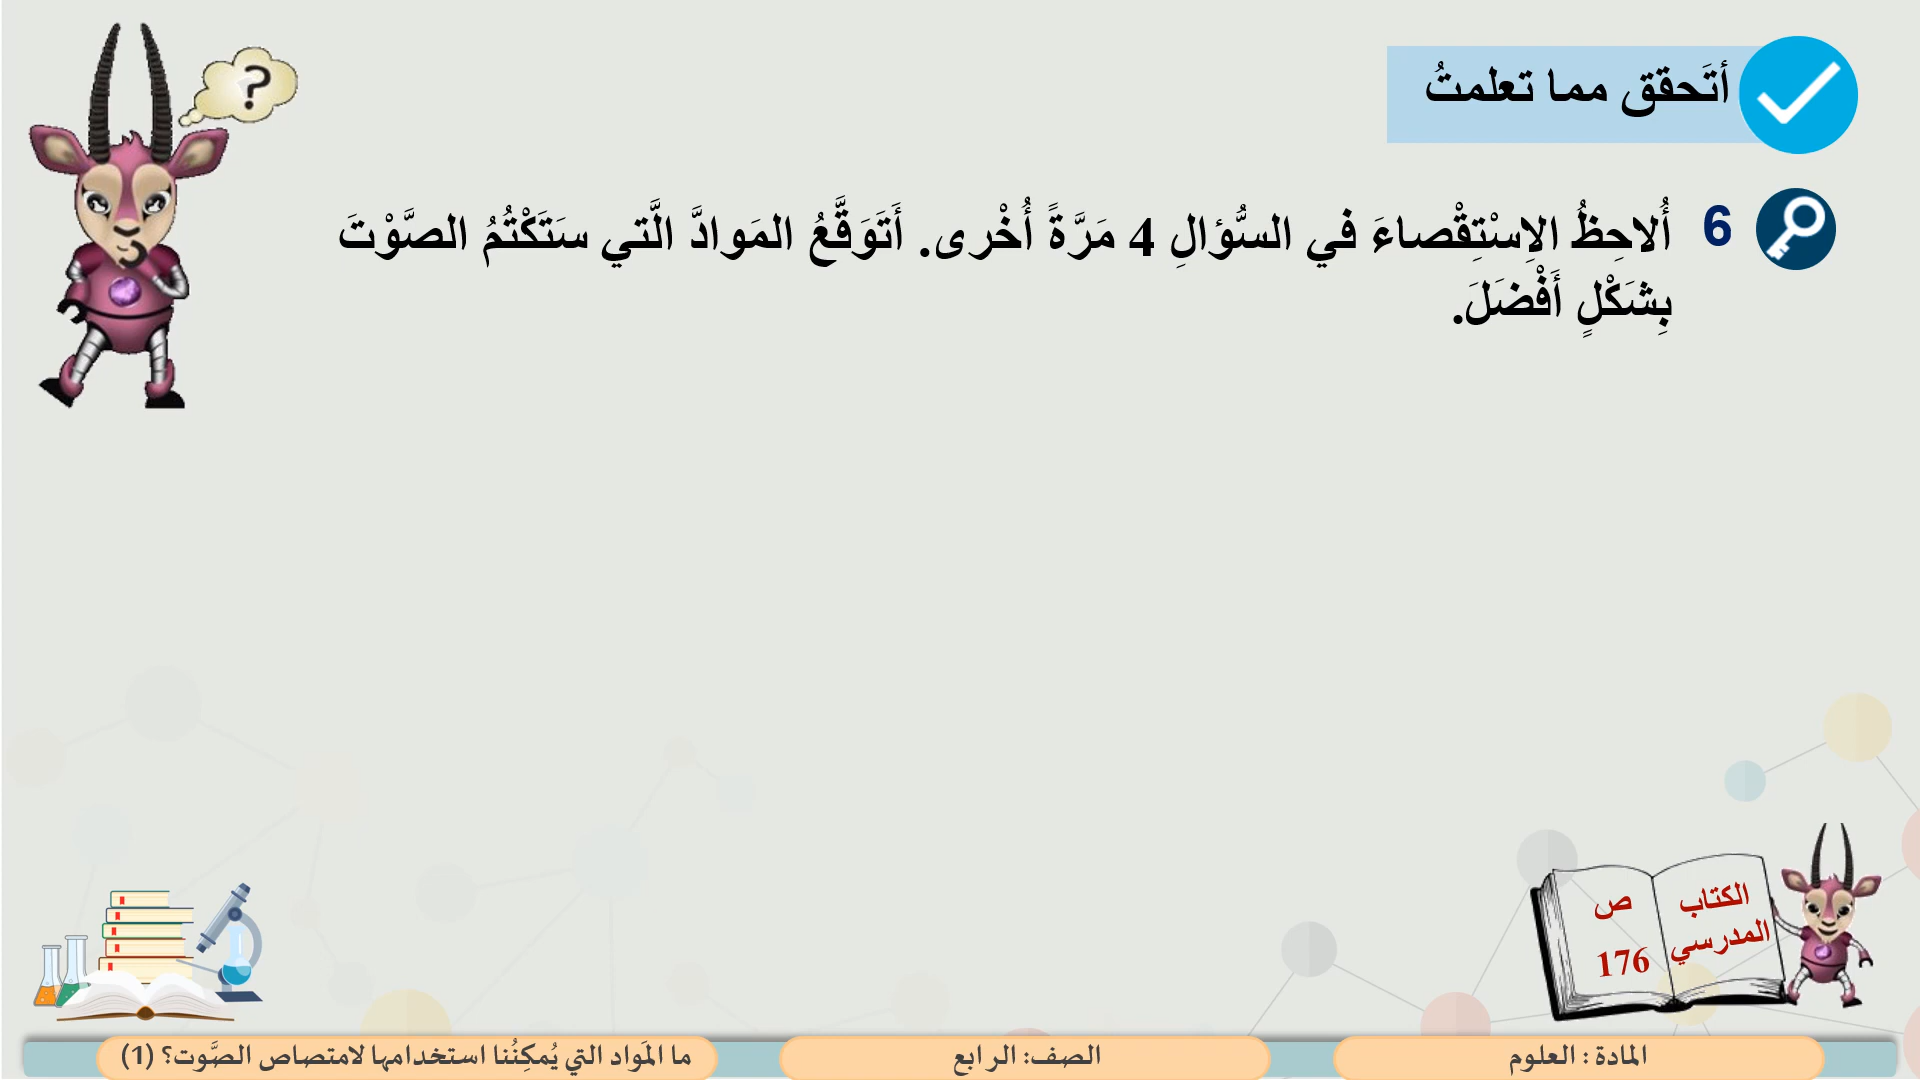 أتَحقق مما تعلمتُ
6 أُلاحِظُ الاِسْتِقْصاءَ في السُّؤالِ 4 مَرَّةً أُخْرى. أَتَوَقَّعُ المَوادَّ الَّتي سَتَكْتُمُ الصَّوْتَ
بِشَكْلٍ أَفْضَلَ.
?
الكتاب
المدرسي
ص
176
المادة : العلوم
الصف: الرابع
ما المَواد التي يُمكِنُنا استخدامها لامتصاص الصَّوت؟ (1)